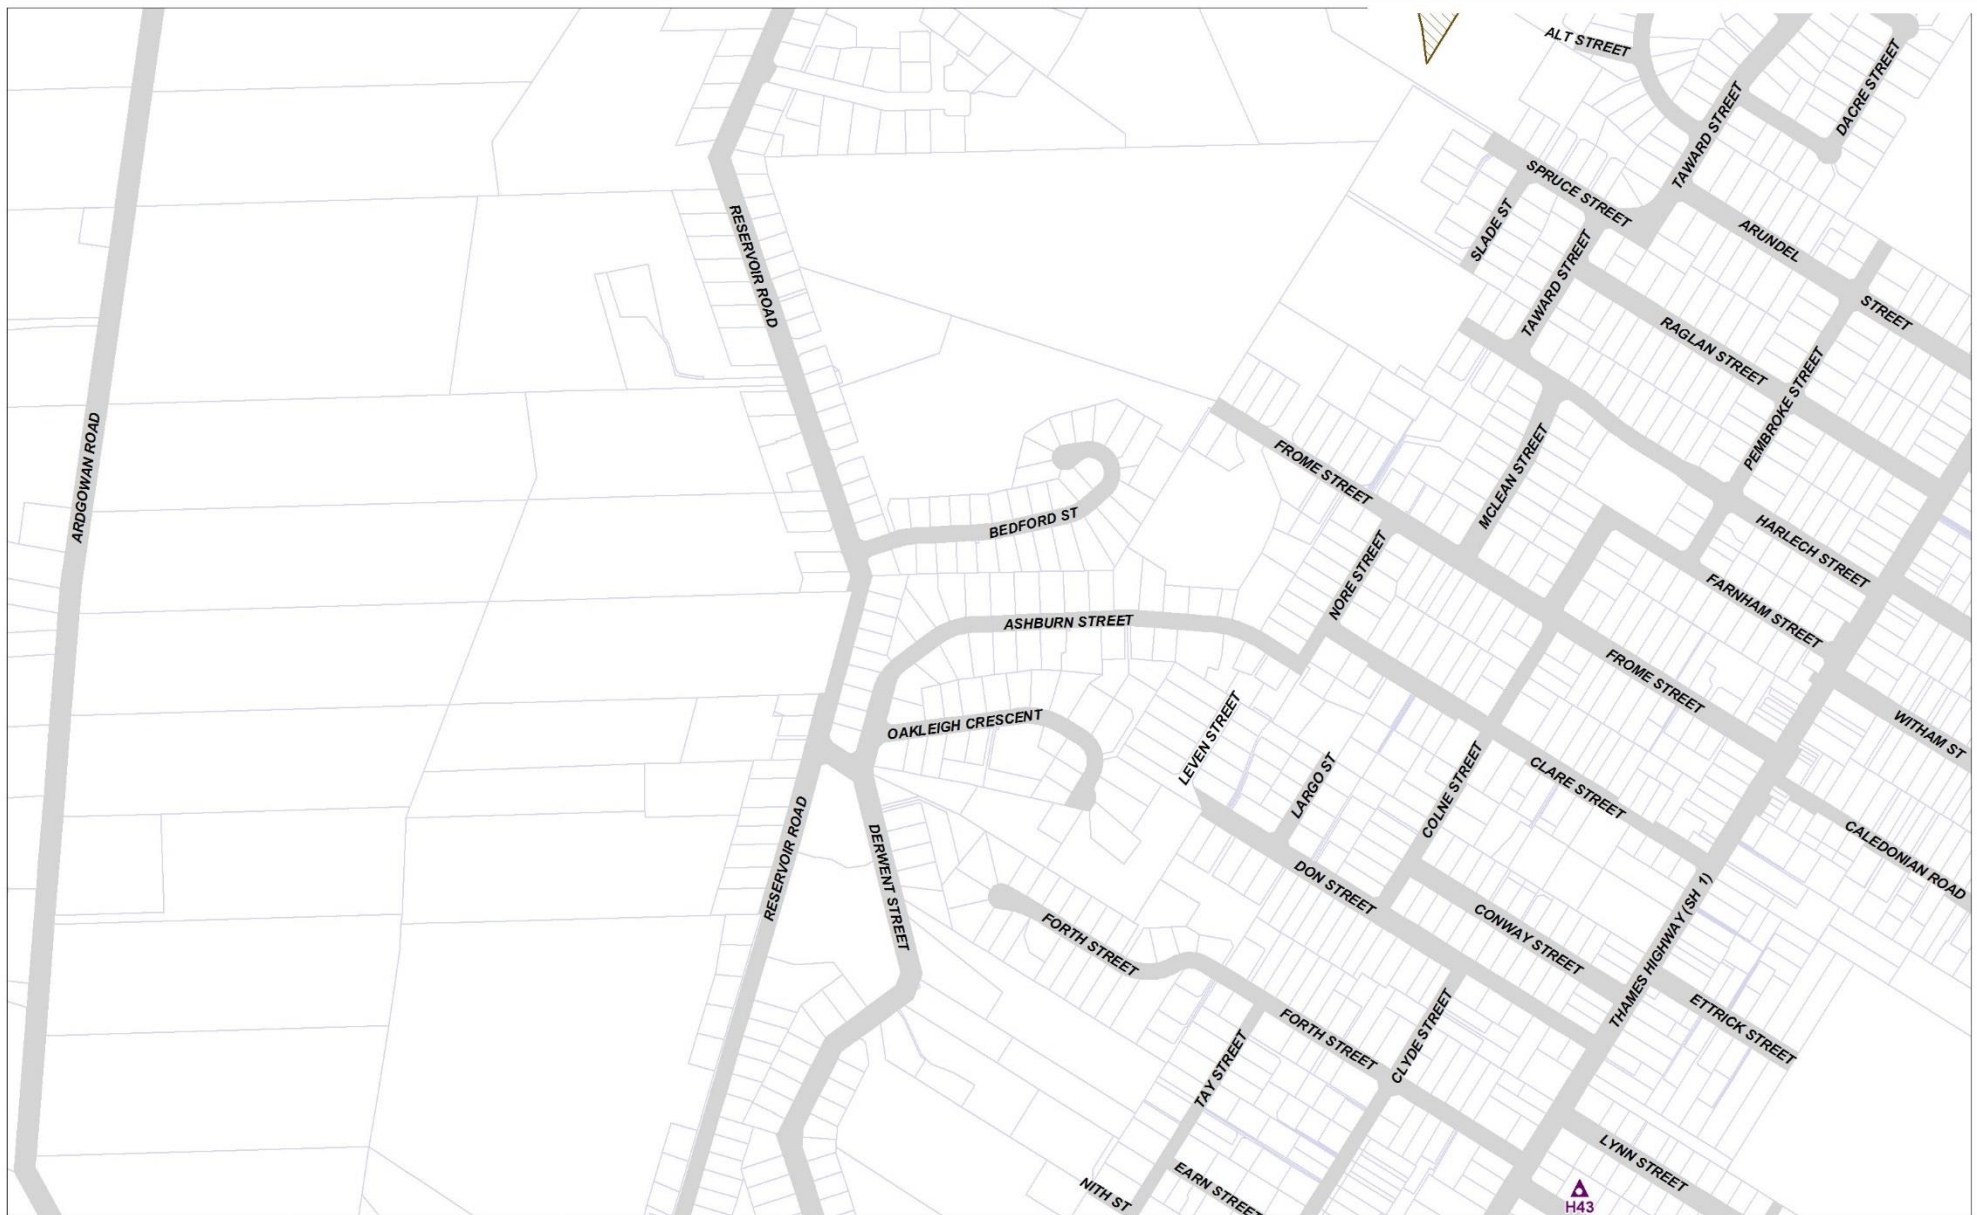 ALT STREET
DACRE STREET
TAWARD STREET
SPRUCE STREET
SLADE ST
RESERVOIR ROAD
ARUNDEL
STREET
TAWARD STREET
RAGLAN STREET
PEMBROKE STREET
ARDGOWAN ROAD
FROME STREET
MCLEAN STREET
BEDFORD ST
HARLECH STREET
NORE STREET
FARNHAM STREET
ASHBURN STREET
FROME STREET
WITHAM ST
OAKLEIGH CRESCENT
LEVEN STREET
LARGO ST
COLNE STREET
CLARE STREET
CALEDONIAN ROAD
RESERVOIR ROAD
DERWENT STREET
DON STREET
CONWAY STREET
THAMES HIGHWAY (SH 1)
FORTH STREET
ETTRICK STREET
FORTH STREET
CLYDE STREET
TAY STREET
LYNN STREET
NITH ST
EARN STREET
H43